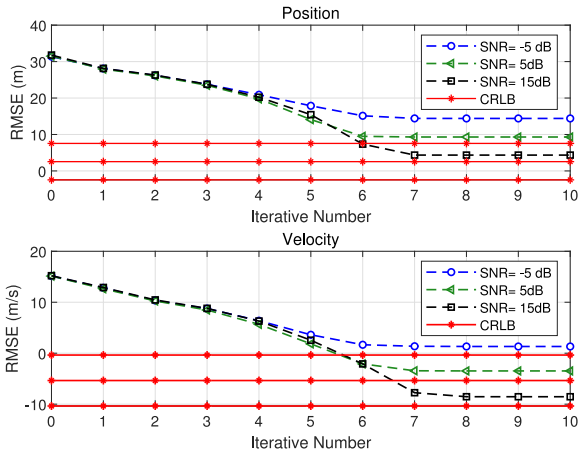 Position
RMSE (m)
40
30
20
10
0
SNR= -5 dB
SNR= 5dB
SNR= 15dB
CRLB
0 1 2 3 4 5 6 7 8 9 10
Iterative Number
Velocity
RMSE (m/s)
20
10
0
-10
SNR= -5 dB
SNR= 5dB
SNR= 15dB
CRLB
0 1 2 3 4 5 6 7 8 9 10
Iterative Number